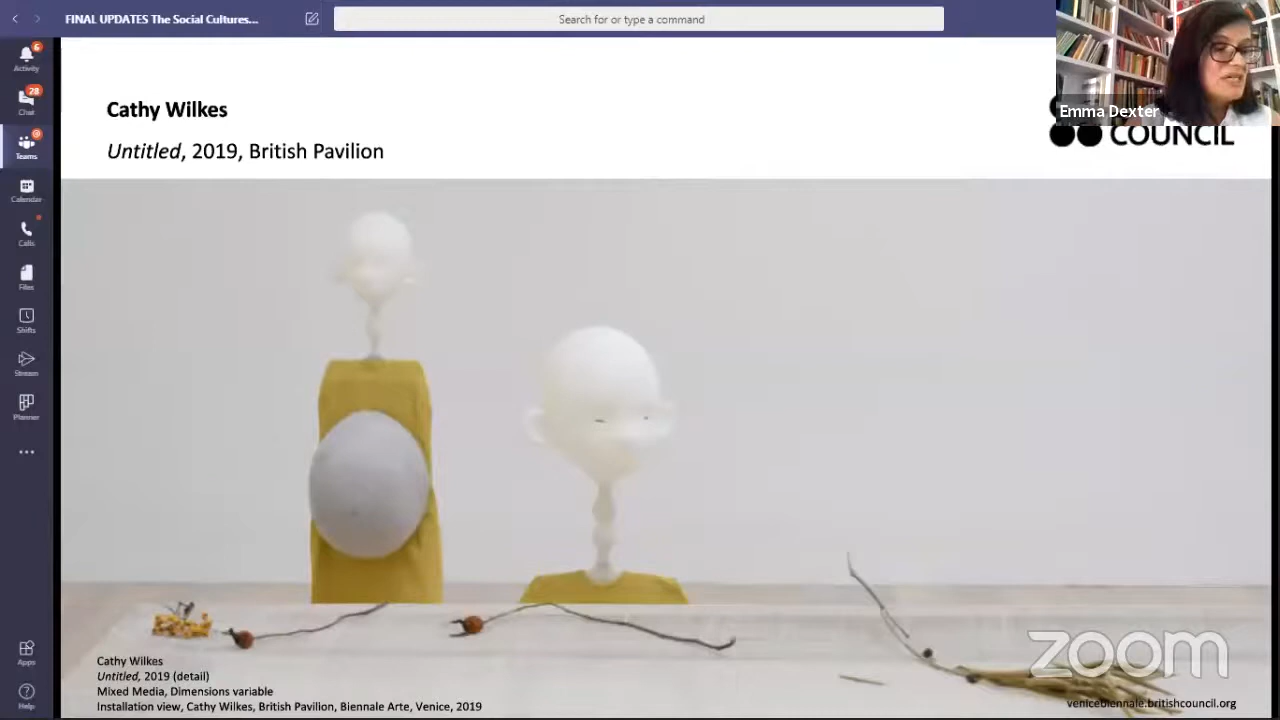 FINAL UPDATES The Social Cultures...
Search for or type a command
6
Activity
28
Chat
Teams
Calendar
Calls
Files
Shifts
Stream
Planner
Apps
Help
Emma Dexter
COUNCIL
Cathy Wilkes
Untitled, 2019, British Pavilion
Cathy Wilkes
Untitled, 2019 (detail)
Mixed Media, Dimensions variable
Installation view, Cathy Wilkes, British Pavilion, Biennale Arte, Venice, 2019
zoom
venicebiennale.britishcouncil.org